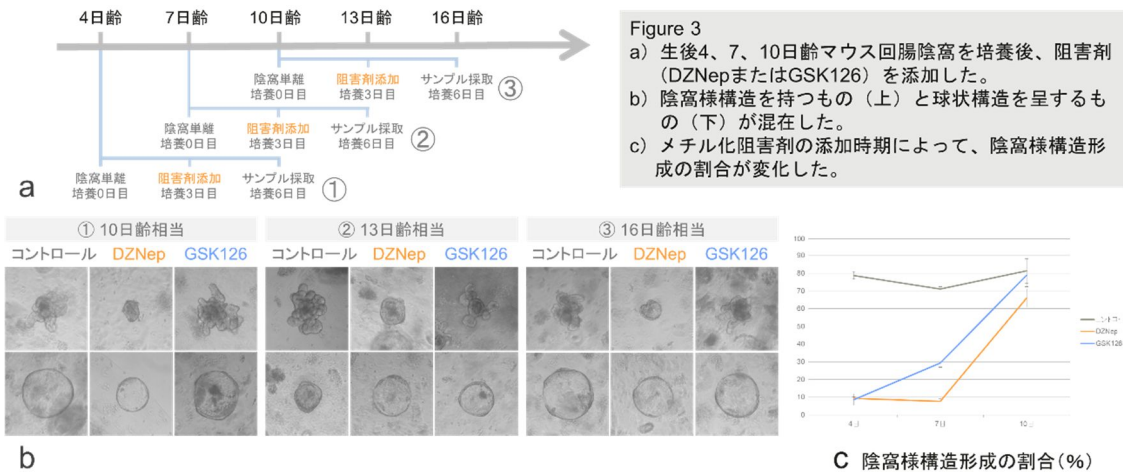 4日齢 7日齢 10日齢 13日齢 16日齢
陰窩単離 阻害剤添加 サンプル採取
培養0日目 培養3日目 培養6日目 ③
陰窩単離 阻害剤添加 サンプル採取
培養0日目 培養3日目 培養6日目 ②
陰窩単離 阻害剤添加 サンプル採取
培養0日目 培養3日目 培養6日目 ①
a
Figure 3
a）生後4、7、10日齢マウス回腸陰窩を培養後、阻害剤
(DZNepまたはGSK126）を添加した。
b）陰窩様構造を持つもの（上）と球状構造を呈するも
の（下）が混在した。
c）メチル化阻害剤の添加時期によって、陰窩様構造形
成の割合が変化した。
① 10日齢相当 ② 13日齢相当 ③ 16日齢相当
コントロール DZNep GSK126 コントロール DZNep GSK126 コントロール DZNep GSK126
b
100
90
80
70
60
50
40
30
20
10
0
4日 7日 10日
DZNep
GSK126
C 陰窩様構造形成の割合(%)